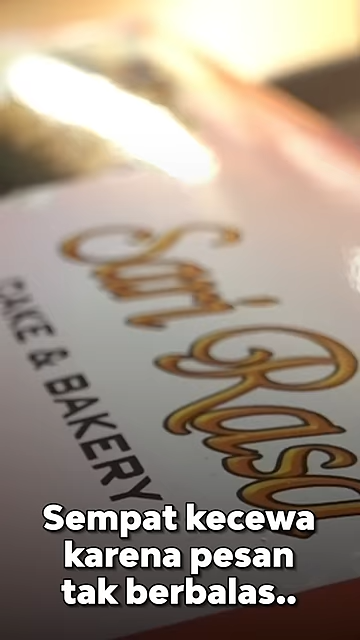 Sari
Rasa
CAKE & BAKERY
Sempat kecewa
karena pesan
tak berbalas..